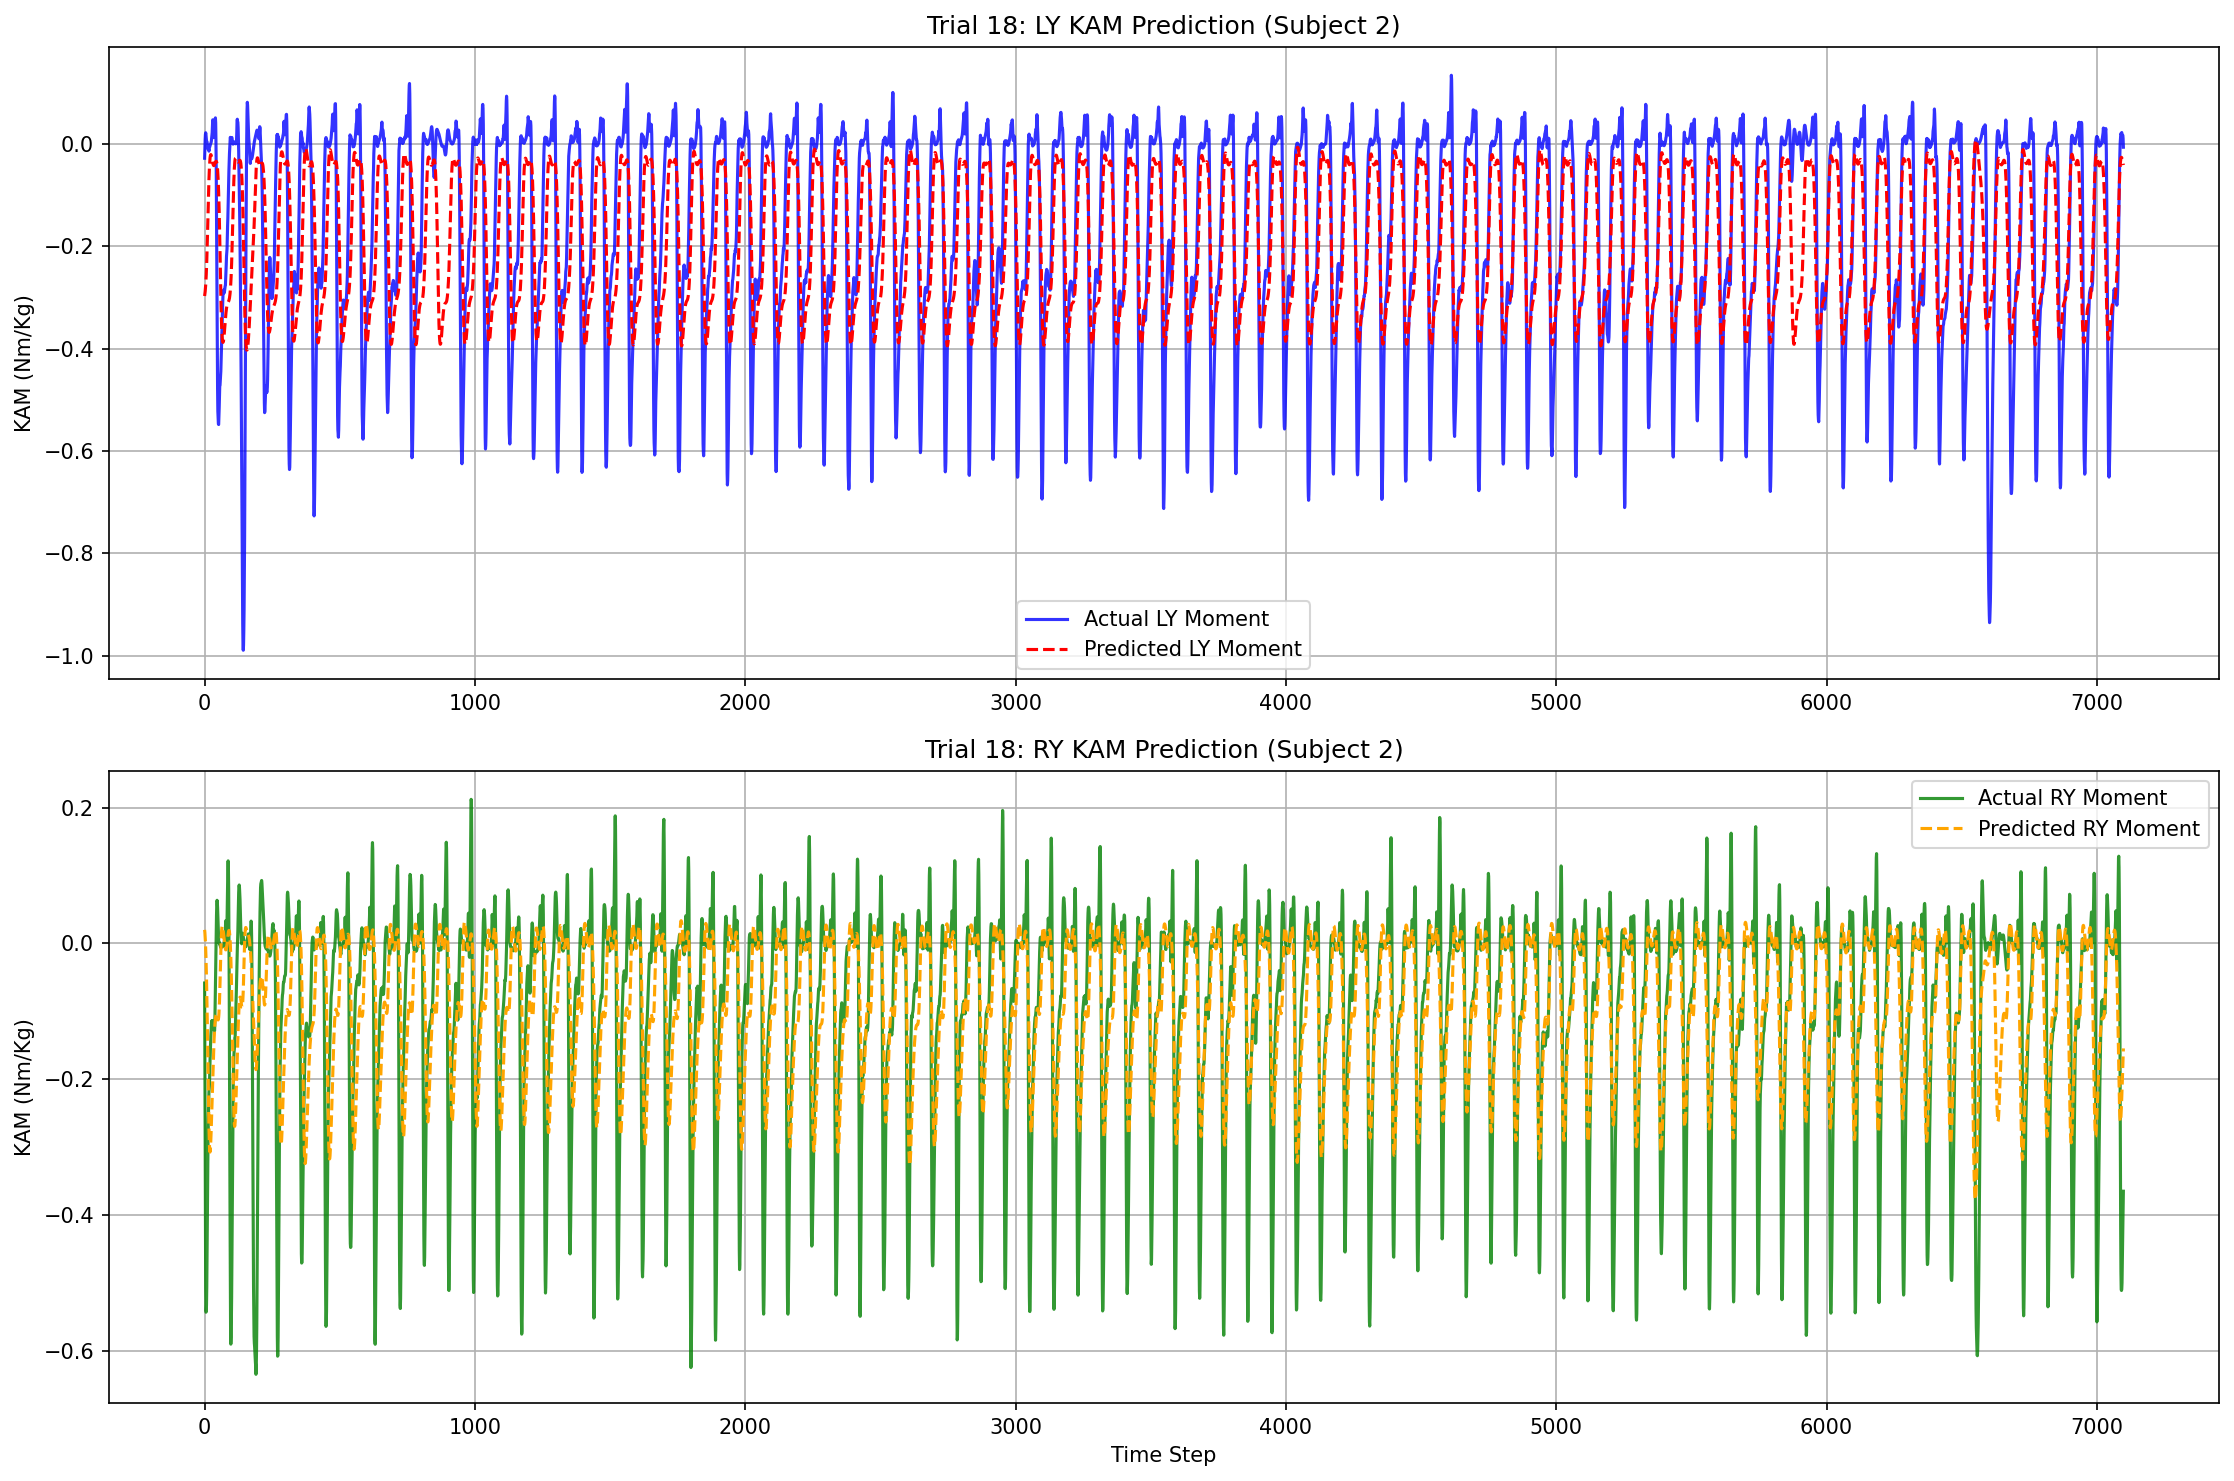 Trial 18: LY KAM Prediction (Subject 2)
KAM (Nm/Kg)
0.0
−0.2
−0.4
−0.6
−0.8
−1.0
Actual LY Moment
Predicted LY Moment
0 1000 2000 3000 4000 5000 6000 7000
Trial 18: RY KAM Prediction (Subject 2)
KAM (Nm/Kg)
0.2
0.0
−0.2
−0.4
−0.6
Actual RY Moment
Predicted RY Moment
0 1000 2000 3000 4000 5000 6000 7000
Time Step